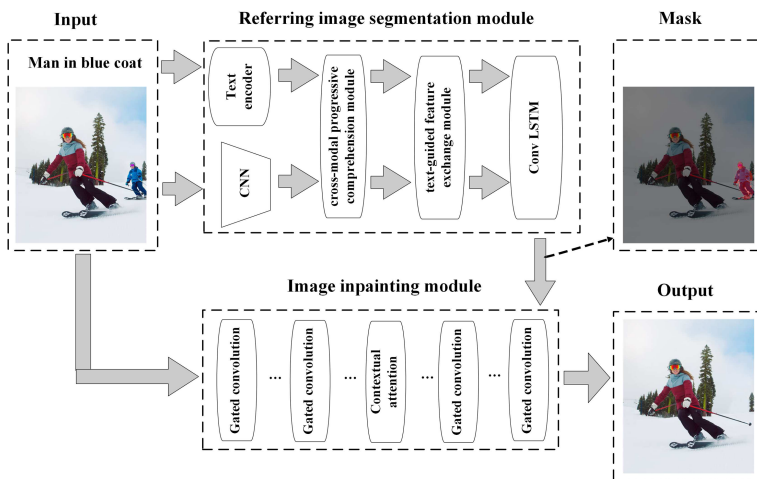 Input
Referring image segmentation module
Mask
Man in blue coat
Text
encoder
CNN
cross-modal progressive
comprehension module
text-guided feature
exchange module
Conv LSTM
Image inpainting module
Output
Gated convolution
...
Gated convolution
...
Contextual
attention
...
Gated convolution
...
Gated convolution